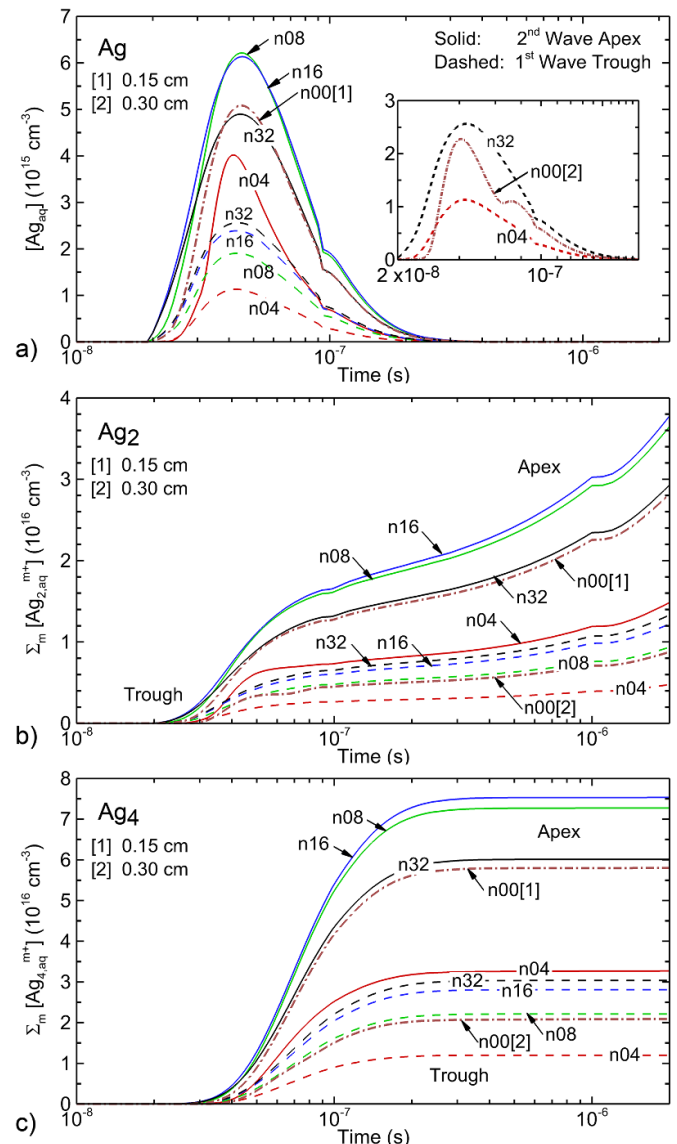 a)
Ag
[1] 0.15 cm
[2] 0.30 cm
Solid: 2nd Wave Apex
Dashed: 1st Wave Trough
n08
n16
n00[1]
n32
n04
n32
n16
n08
n04
3
2
1
0
n32
n00[2]
n04
2 x10-8
10-7
7
6
5
4
3
2
1
0
[Agaq] (1015 cm-3)
10-8
10-7
10-6
Time (s)
b)
Ag2
[1] 0.15 cm
[2] 0.30 cm
Apex
n16
n08
n00[1]
n32
n04
n32
n16
n08
n04
n00[2]
Trough
4
3
2
1
0
Σm [Ag2,aqm+] (1016 cm-3)
10-8
10-7
10-6
Time (s)
c)
Ag4
[1] 0.15 cm
[2] 0.30 cm
n08
n16
Apex
n32
n00[1]
n04
n32
n16
n08
n00[2]
n04
Trough
8
7
6
5
4
3
2
1
0
Σm [Ag4,aqm+] (1016 cm-3)
10-8
10-7
10-6
Time (s)